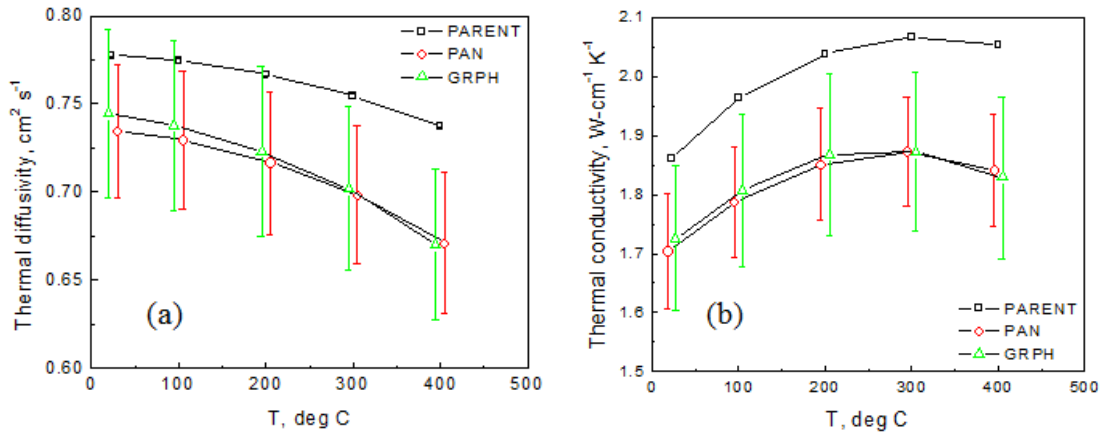 0.80
0.75
0.70
0.65
0.60
Thermal diffusivity, cm² s⁻¹
PARENT
PAN
GRPH
(a)
0 100 200 300 400 500
T, deg C
2.1
2.0
1.9
1.8
1.7
1.6
1.5
Thermal conductivity, W-cm⁻¹ K⁻¹
(b)
PARENT
PAN
GRPH
0 100 200 300 400 500
T, deg C